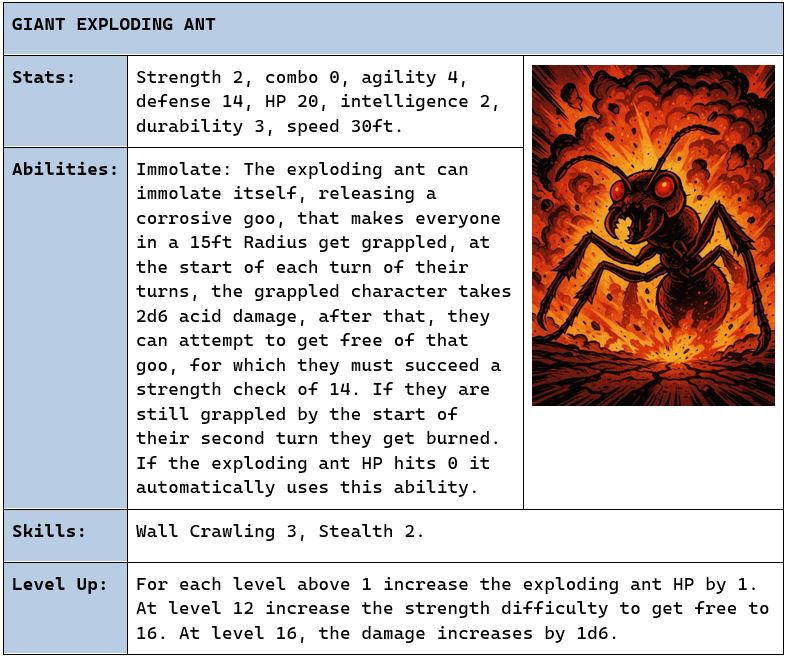 GIANT EXPLODING ANT
Stats:
Strength 2, combo 0, agility 4,
defense 14, HP 20, intelligence 2,
durability 3, speed 30ft.
Abilities:
Immolate: The exploding ant can
immolate itself, releasing a
corrosive goo, that makes everyone
in a 15ft Radius get grappled, at
the start of each turn of their
turns, the grappled character takes
2d6 acid damage, after that, they
can attempt to get free of that
goo, for which they must succeed a
strength check of 14. If they are
still grappled by the start of
their second turn they get burned.
If the exploding ant HP hits 0 it
automatically uses this ability.
Skills:
Wall Crawling 3, Stealth 2.
Level Up:
For each level above 1 increase the exploding ant HP by 1.
At level 12 increase the strength difficulty to get free to
16. At level 16, the damage increases by 1d6.